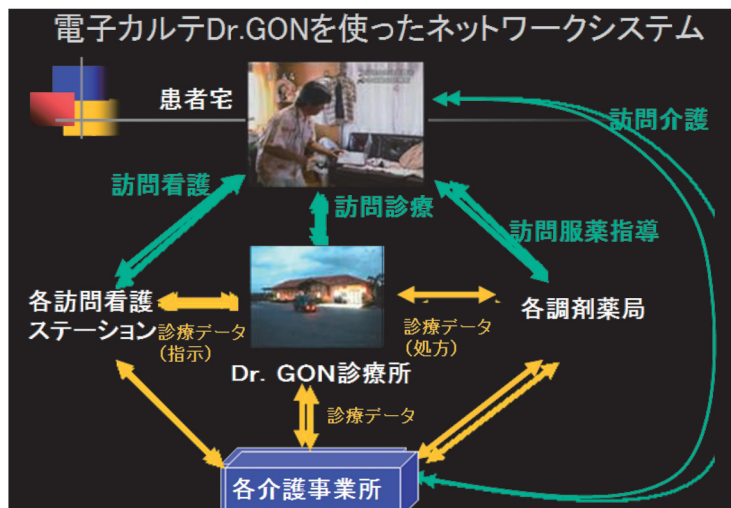 電子カルテDr.GONを使ったネットワークシステム
患者宅
訪問介護
訪問看護
訪問診療
訪問服薬指導
各訪問看護
ステーション
診療データ
(指示)
診療データ
(処方)
各調剤薬局
Dr. GON診療所
診療データ
各介護事業所